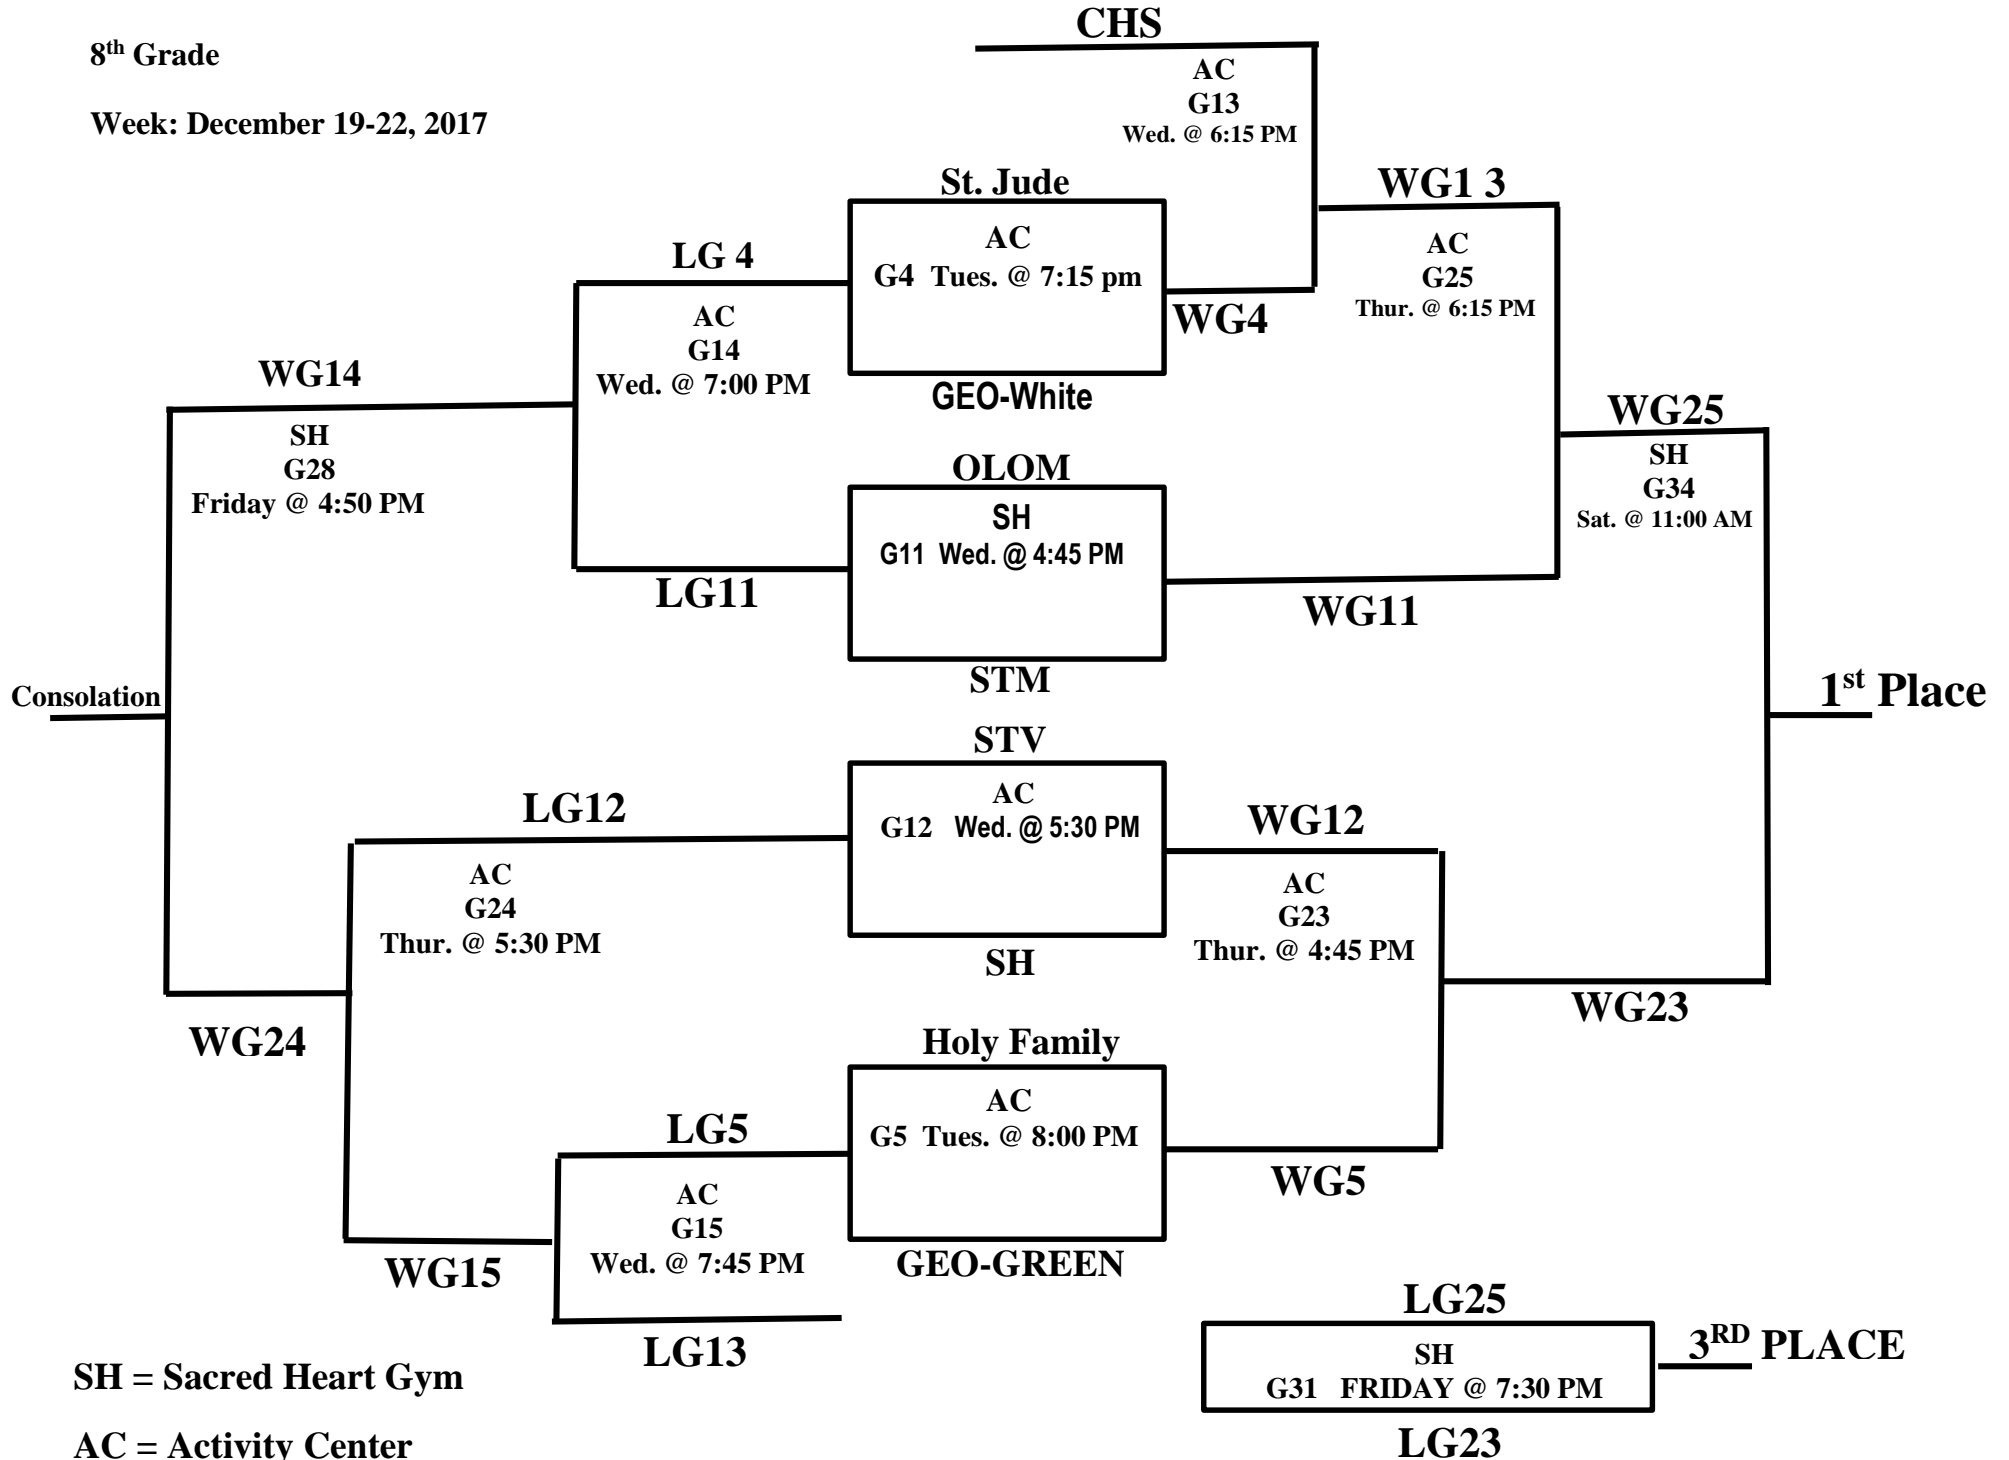 8th Grade
Week: December 19-22, 2017
CHS
AC
G13
Wed. @ 6:15 PM
St. Jude
AC
G4 Tues. @ 7:15 pm
GEO-White
WG4
WG1 3
AC
G25
Thur. @ 6:15 PM
LG 4
AC
G14
Wed. @ 7:00 PM
LG11
WG14
SH
G28
Friday @ 4:50 PM
OLOM
SH
G11 Wed. @ 4:45 PM
STM
WG11
WG25
SH
G34
Sat. @ 11:00 AM
Consolation
1st Place
STV
AC
G12 Wed. @ 5:30 PM
SH
LG12
AC
G24
Thur. @ 5:30 PM
WG12
AC
G23
Thur. @ 4:45 PM
WG23
WG24
Holy Family
AC
G5 Tues. @ 8:00 PM
GEO-GREEN
LG5
AC
G15
Wed. @ 7:45 PM
LG13
WG5
WG15
LG25
SH
G31 FRIDAY @ 7:30 PM
LG23
3RD PLACE
SH = Sacred Heart Gym
AC = Activity Center